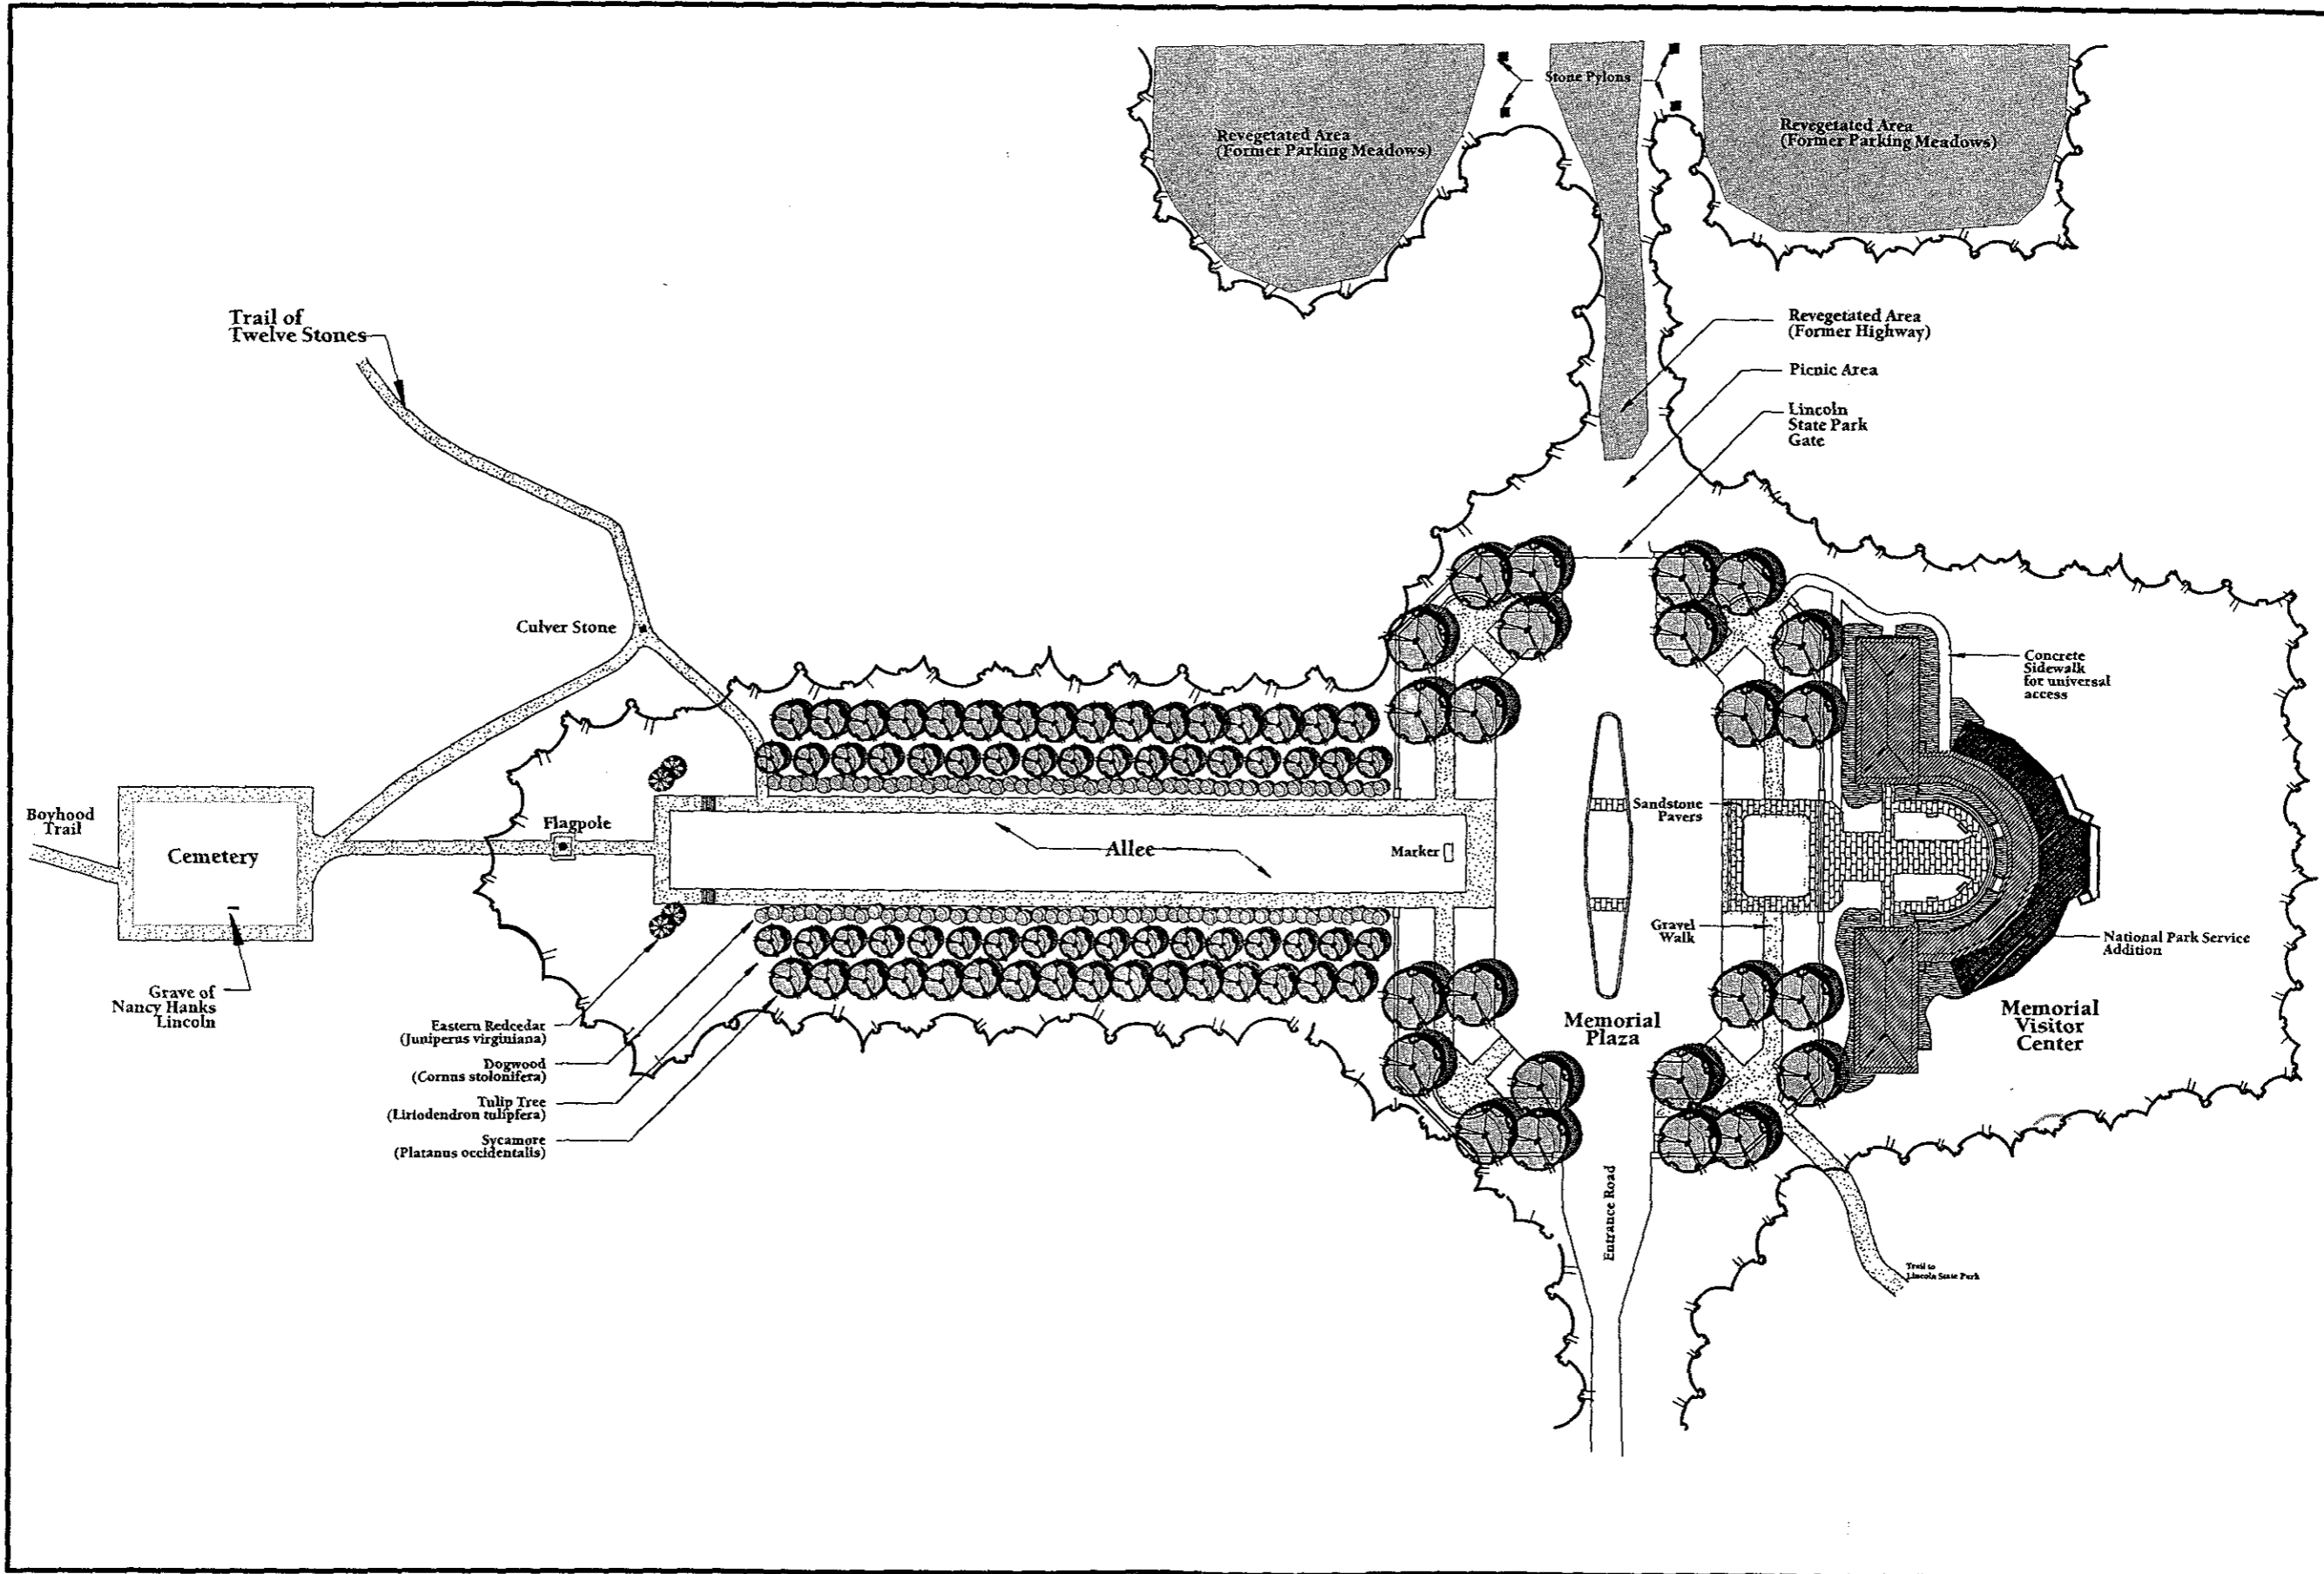 Stone Pylons
Revegetated Area
(Former Parking Meadows)
Revegetated Area
(Former Parking Meadows)
Trail of
Twelve Stones
Revegetated Area
(Former Highway)
Picnic Area
Lincoln
State Park
Gate
Culver Stone
Concrete
Sidewalk
for universal
access
Boyhood
Trail
Cemetery
Flagpole
Allee
Marker
Sandstone
Pavers
Gravel
Walk
National Park Service
Addition
Grave of
Nancy Hanks
Lincoln
Memorial
Plaza
Memorial
Visitor
Center
Eastern Redcedar
(Juniperus virginiana)
Dogwood
(Cornus stolonifera)
Tulip Tree
(Liriodendron tulipfera)
Sycamore
(Platanus occidentalis)
Entrance Road
Trail to
Lincoln State Park